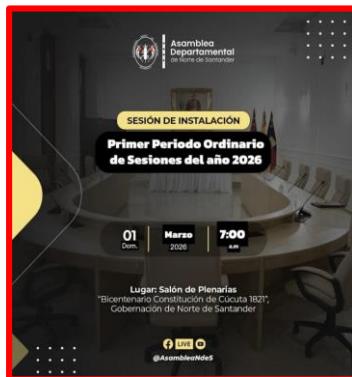 Asamblea
Departamental
de Norte de Santander
SESIÓN DE INSTALACIÓN
Primer Periodo Ordinario
de Sesiones del año 2026
01
Dom.
Marzo
2026
7:00
a.m
Lugar: Salón de Plenarias
"Bicentenario Constitución de Cúcuta 1821",
Gobernación de Norte de Santander
LIVE
@AsambleaNdeS